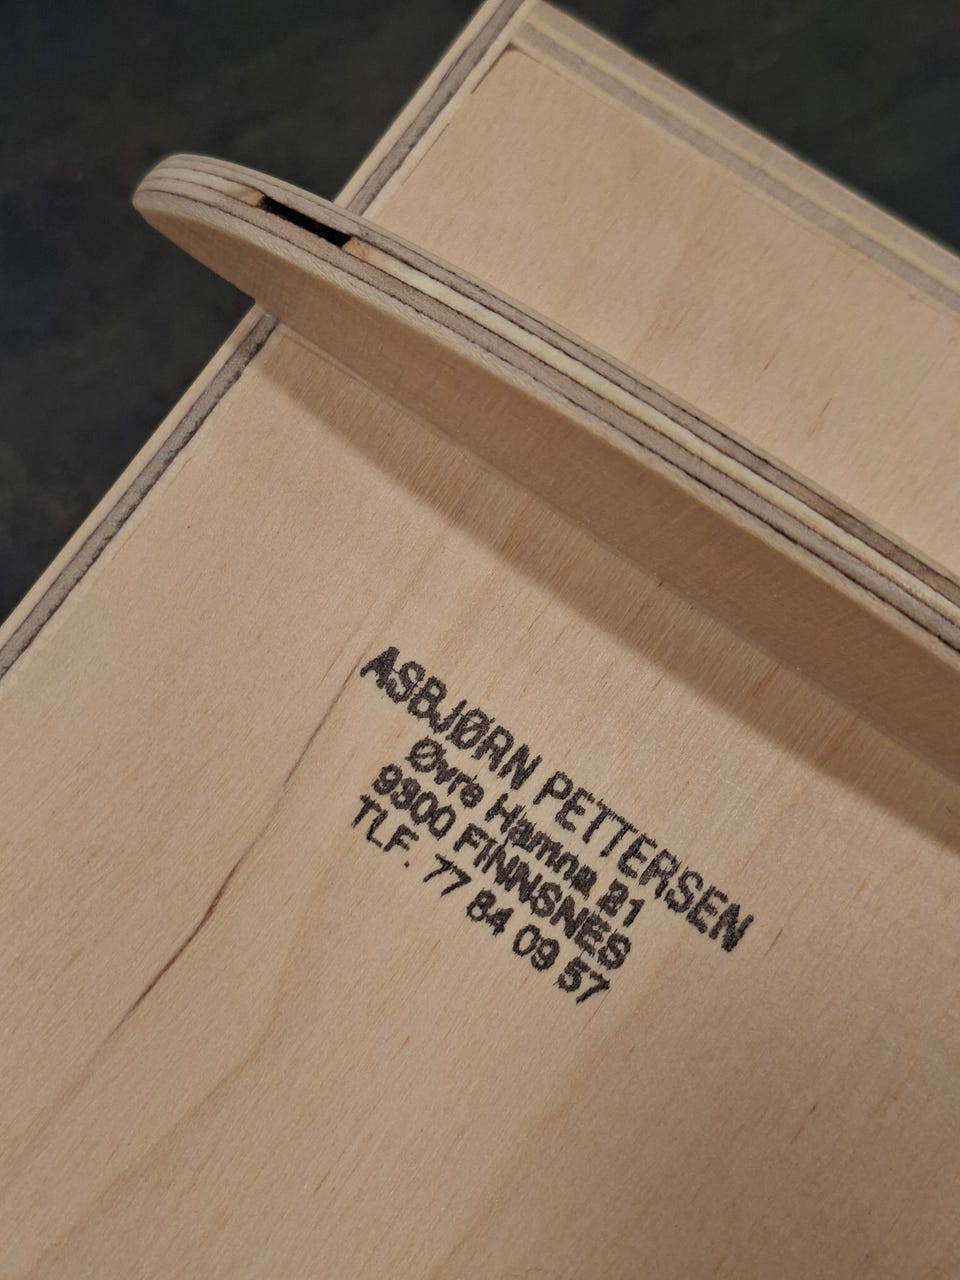 ASBJØRN PETTERSEN
Øvre Hamna 21
9300 FINNSNES
TLF. 77 84 09 57